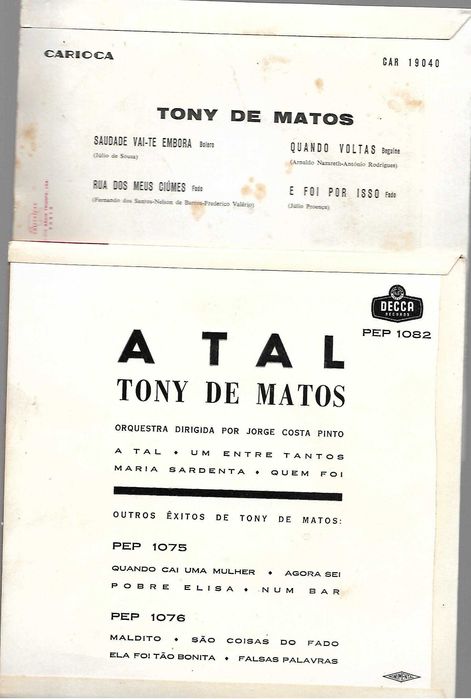 CARIOCA
CAR 19040
TONY DE MATOS
SAUDADE VAI-TE EMBORA Bolero
(Júlio de Sousa)
QUANDO VOLTAS Beguine
(Arnaldo Nazareth-António Rodrigues)
RUA DOS MEUS CIÚMES Fado
(Fernando dos Santos-Nelson de Barros-Frederico Valério)
E FOI POR ISSO Fado
(Júlio Proença)
DECCA
RECORDS
PEP 1082
A TAL
TONY DE MATOS
ORQUESTRA DIRIGIDA POR JORGE COSTA PINTO
A TAL • UM ENTRE TANTOS
MARIA SARDENTA • QUEM FOI
OUTROS ÊXITOS DE TONY DE MATOS:
PEP 1075
QUANDO CAI UMA MULHER • AGORA SEI
POBRE ELISA • NUM BAR
PEP 1076
MALDITO • SÃO COISAS DO FADO
ELA FOI TÃO BONITA • FALSAS PALAVRAS